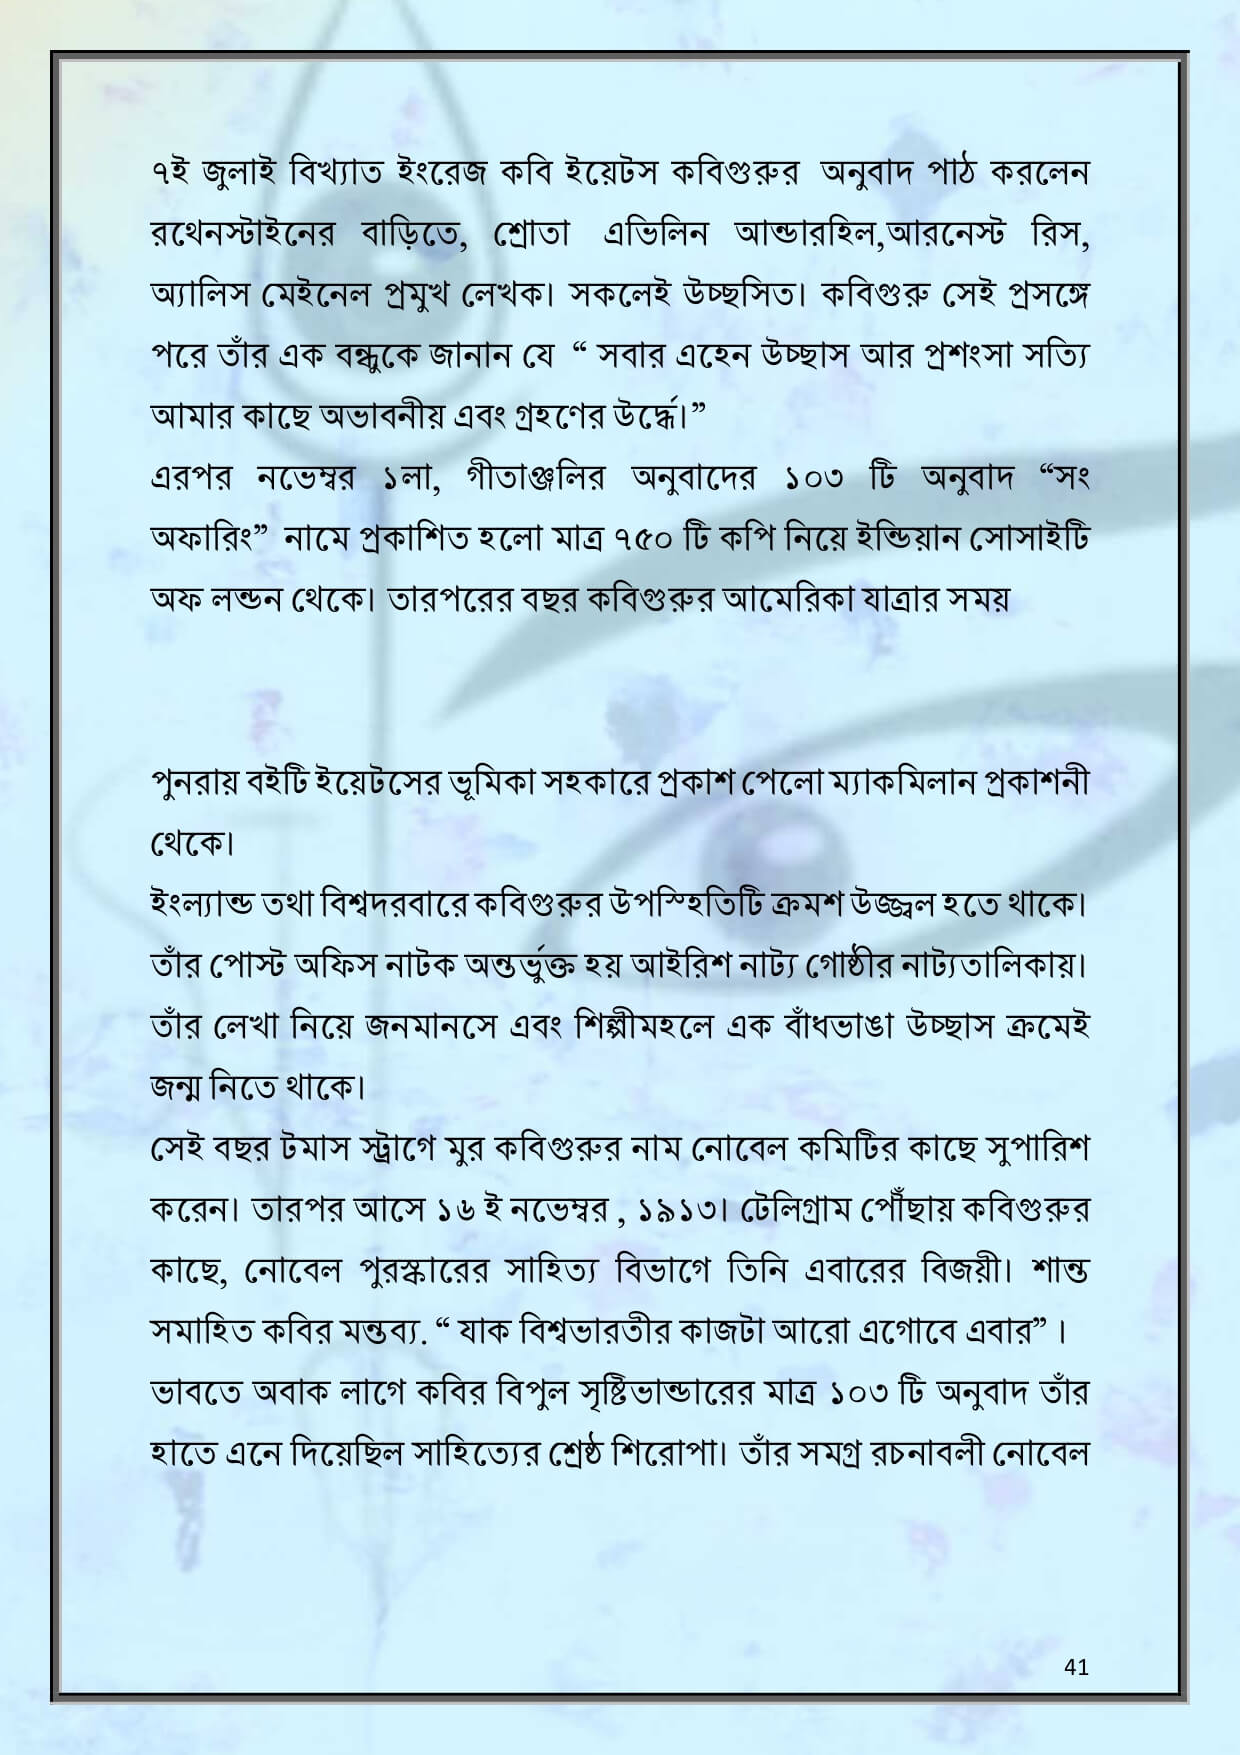 ৭ই জুলাই বিখ্যাত ইংরেজ কবি ইয়েটস কবিগুরুর অনুবাদ পাঠ করলেন
রথেনস্টাইনের বাড়িতে, শ্রোতা এভিলিন আন্ডারহিল,আরনেস্ট রিস,
অ্যালিস মেইনেল প্রমুখ লেখক। সকলেই উচ্ছসিত। কবিগুরু সেই প্রসঙ্গে
পরে তাঁর এক বন্ধুকে জানান যে “ সবার এহেন উচ্ছাস আর প্রশংসা সত্যি
আমার কাছে অভাবনীয় এবং গ্রহণের উর্দ্ধে।”
এরপর নভেম্বর ১লা, গীতাঞ্জলির অনুবাদের ১০৩ টি অনুবাদ “সং
অফারিং” নামে প্রকাশিত হলো মাত্র ৭৫০ টি কপি নিয়ে ইন্ডিয়ান সোসাইটি
অফ লন্ডন থেকে। তারপরের বছর কবিগুরুর আমেরিকা যাত্রার সময়
পুনরায় বইটি ইয়েটসের ভূমিকা সহকারে প্রকাশ পেলো ম্যাকমিলান প্রকাশনী
থেকে।
ইংল্যান্ড তথা বিশ্বদরবারে কবিগুরুর উপস্হিতিটি ক্রমশ উজ্জ্বল হতে থাকে।
তাঁর পোস্ট অফিস নাটক অন্তর্ভুক্ত হয় আইরিশ নাট্য গোষ্ঠীর নাট্যতালিকায়।
তাঁর লেখা নিয়ে জনমানসে এবং শিল্পীমহলে এক বাঁধভাঙা উচ্ছাস ক্রমেই
জন্ম নিতে থাকে।
সেই বছর টমাস স্ট্রাগে মুর কবিগুরুর নাম নোবেল কমিটির কাছে সুপারিশ
করেন। তারপর আসে ১৬ ই নভেম্বর , ১৯১৩। টেলিগ্রাম পৌঁছায় কবিগুরুর
কাছে, নোবেল পুরস্কারের সাহিত্য বিভাগে তিনি এবারের বিজয়ী। শান্ত
সমাহিত কবির মন্তব্য. “ যাক বিশ্বভারতীর কাজটা আরো এগোবে এবার” ।
ভাবতে অবাক লাগে কবির বিপুল সৃষ্টিভান্ডারের মাত্র ১০৩ টি অনুবাদ তাঁর
হাতে এনে দিয়েছিল সাহিত্যের শ্রেষ্ঠ শিরোপা। তাঁর সমগ্র রচনাবলী নোবেল
41